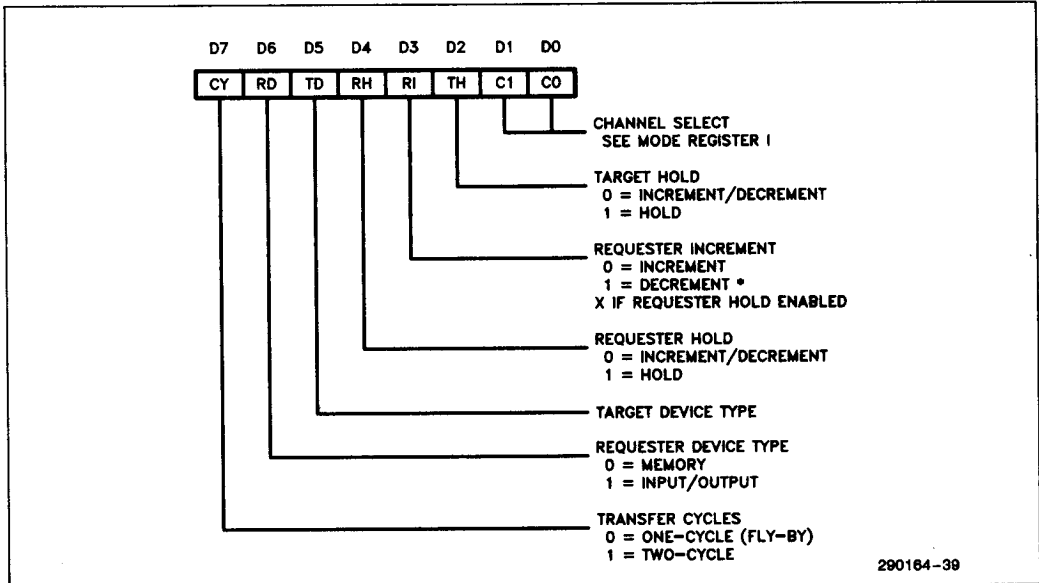 D7 D6 D5 D4 D3 D2 D1 D0
CY RD TD RH RI TH C1 C0
CHANNEL SELECT
SEE MODE REGISTER I
TARGET HOLD
0 = INCREMENT/DECREMENT
1 = HOLD
REQUESTER INCREMENT
0 = INCREMENT
1 = DECREMENT *
X IF REQUESTER HOLD ENABLED
REQUESTER HOLD
0 = INCREMENT/DECREMENT
1 = HOLD
TARGET DEVICE TYPE
REQUESTER DEVICE TYPE
0 = MEMORY
1 = INPUT/OUTPUT
TRANSFER CYCLES
0 = ONE-CYCLE (FLY-BY)
1 = TWO-CYCLE
290164-39